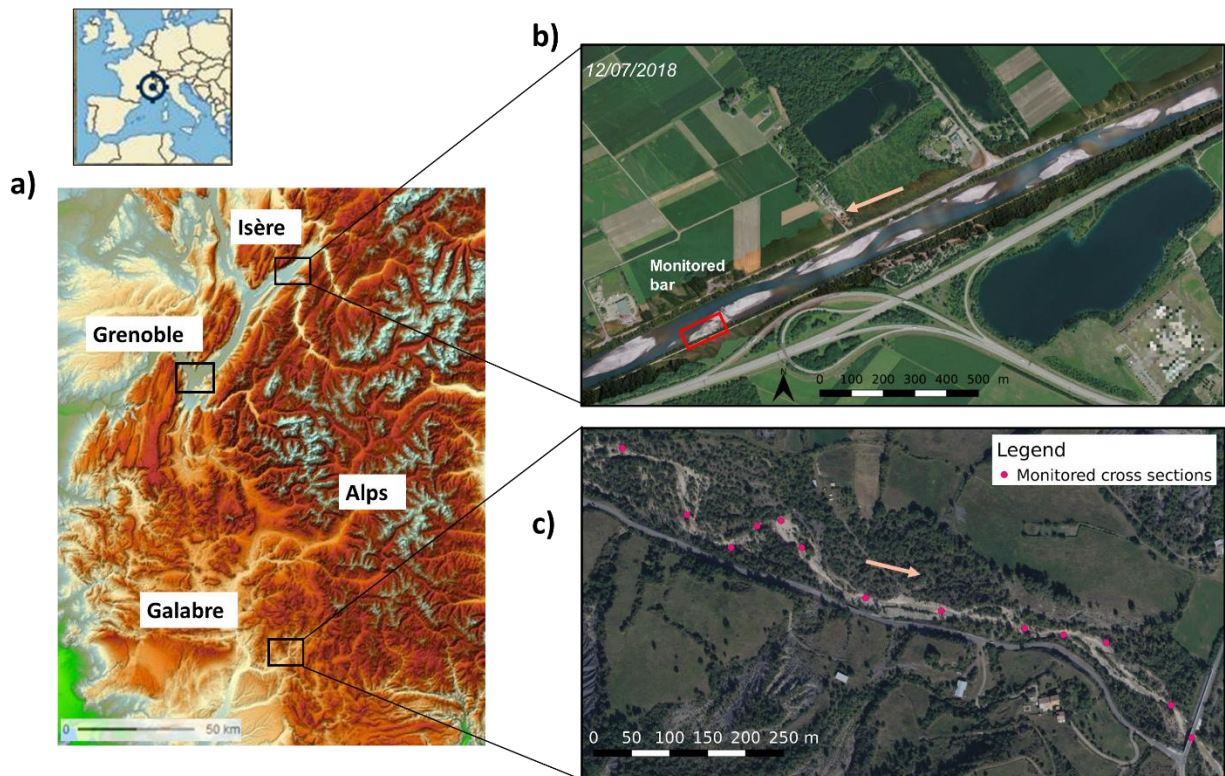 a)
Isère
Grenoble
Alps
Galabre
0 50 km
b)
12/07/2018
Monitored
bar
N
0 100 200 300 400 500 m
c)
Legend
Monitored cross sections
0 50 100 150 200 250 m